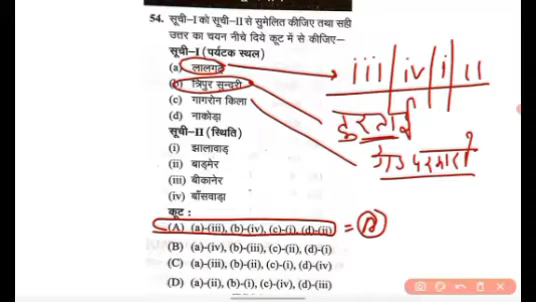 54. सूची-I को सूची-II से सुमेलित कीजिए तथा सही
उत्तर का चयन नीचे दिये कूट में से कीजिए–
सूची-I (पर्यटक स्थल)
(a) लालगढ़
(b) त्रिपुर सुन्दरी
(c) गागरोन किला
(d) नाकोड़ा
सूची-II (स्थिति)
(i) झालावाड़
(ii) बाड़मेर
(iii) बीकानेर
(iv) बाँसवाड़ा
कूट :
(A) (a)-(iii), (b)-(iv), (c)-(i), (d)-(ii)
(B) (a)-(iv), (b)-(iii), (c)-(ii), (d)-(i)
(C) (a)-(iii), (b)-(ii), (c)-(i), (d)-(iv)
(D) (a)-(ii), (b)-(i), (c)-(iv), (d)-(iii)
iii | iv | i | ii
तुरताई
= A